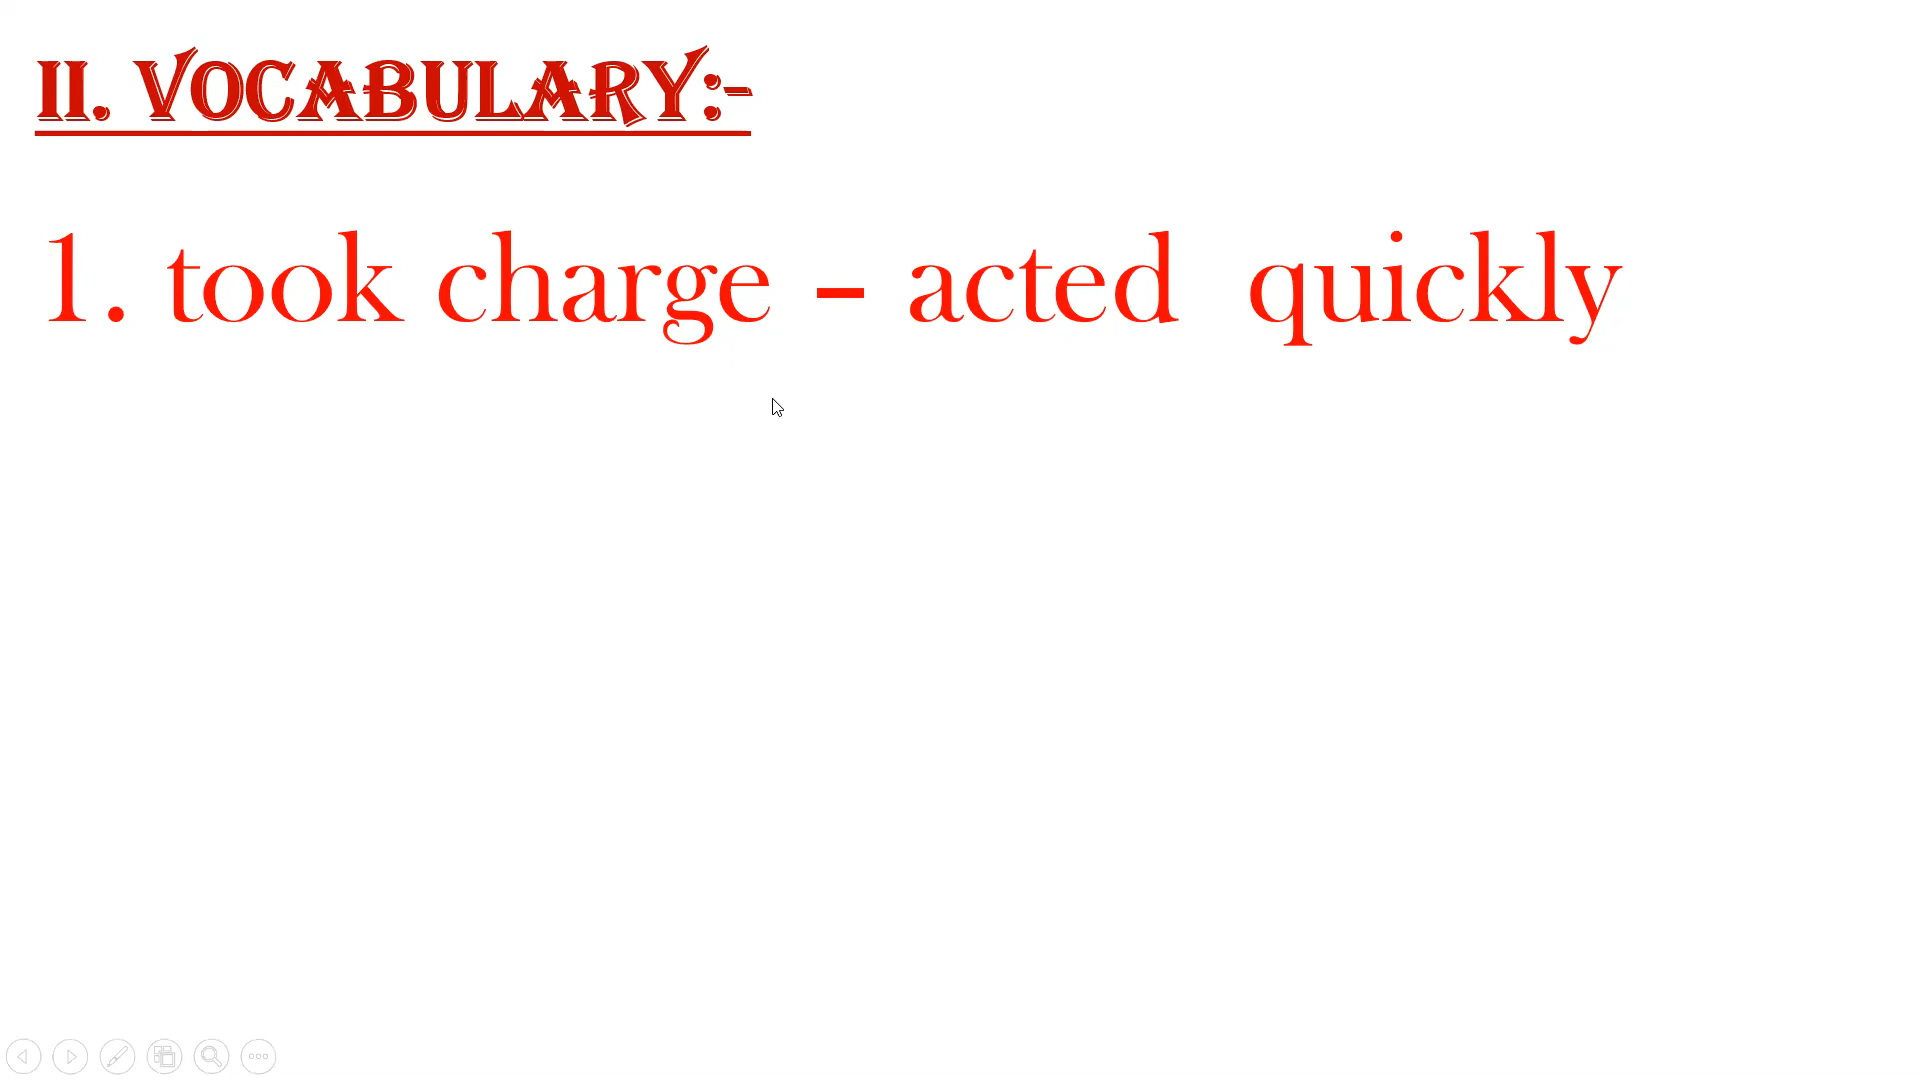 II. VOCABULARY:-
1. took charge – acted quickly